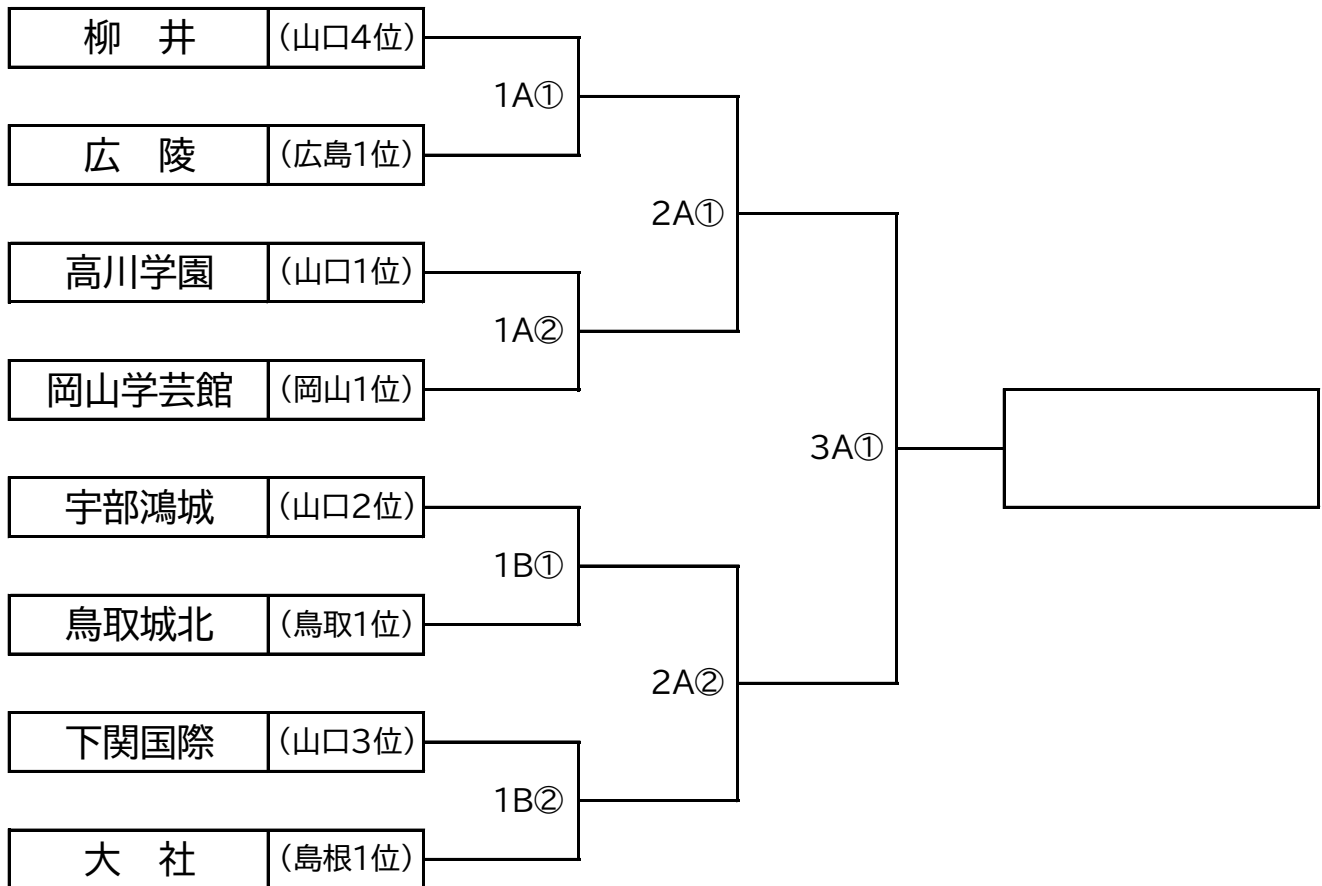 柳　井 (山口4位)
1A①
広　陵 (広島1位)
2A①
高川学園 (山口1位)
1A②
岡山学芸館 (岡山1位)
3A①
宇部鴻城 (山口2位)
1B①
鳥取城北 (鳥取1位)
2A②
下関国際 (山口3位)
1B②
大　社 (島根1位)